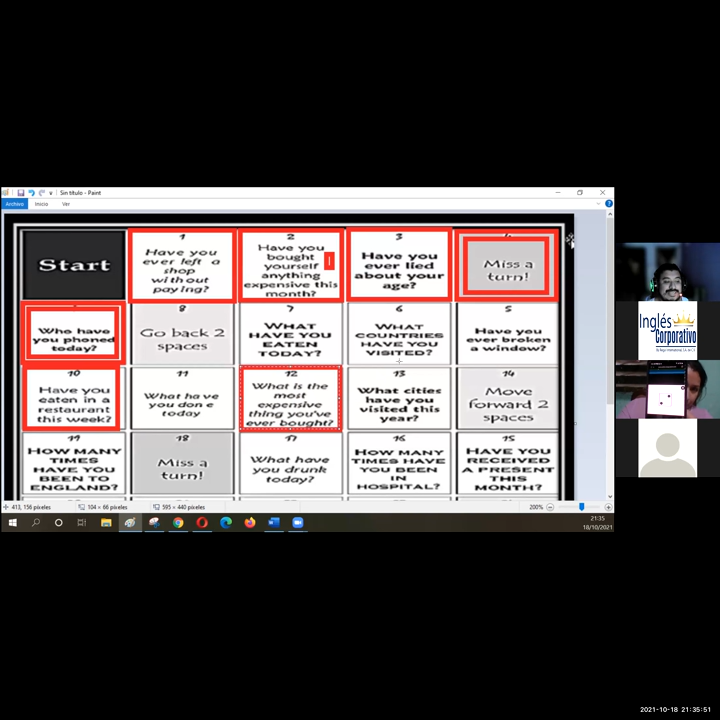 Sin título - Paint
Archivo Inicio Ver
Start
1
Have you
ever left a
shop
without
paying?
2
Have you
bought
yourself
anything
expensive this
month?
3
Have you
ever lied
about your
age?
Miss a
turn!
Who have
you phoned
today?
8
Go back 2
spaces
7
WHAT
HAVE YOU
EATEN
TODAY?
6
WHAT
COUNTRIES
HAVE YOU
VISITED?
5
Have you
ever broken
a window?
10
Have you
eaten in a
restaurant
this week?
11
What have
you done
today
12
What is the
most
expensive
thing you've
ever bought?
13
What cities
have you
visited this
year?
14
Move
forward 2
spaces
19
HOW MANY
TIMES
HAVE YOU
BEEN TO
ENGLAND?
18
Miss a
turn!
17
What have
you drunk
today?
16
HOW MANY
TIMES HAVE
YOU BEEN
IN
HOSPITAL?
15
HAVE YOU
RECEIVED
A PRESENT
THIS
MONTH?
413, 156 píxeles 104 × 66 píxeles 595 × 440 píxeles 200%
21:35
18/10/2021
Inglés
Corporativo
2021-10-18 21:35:51